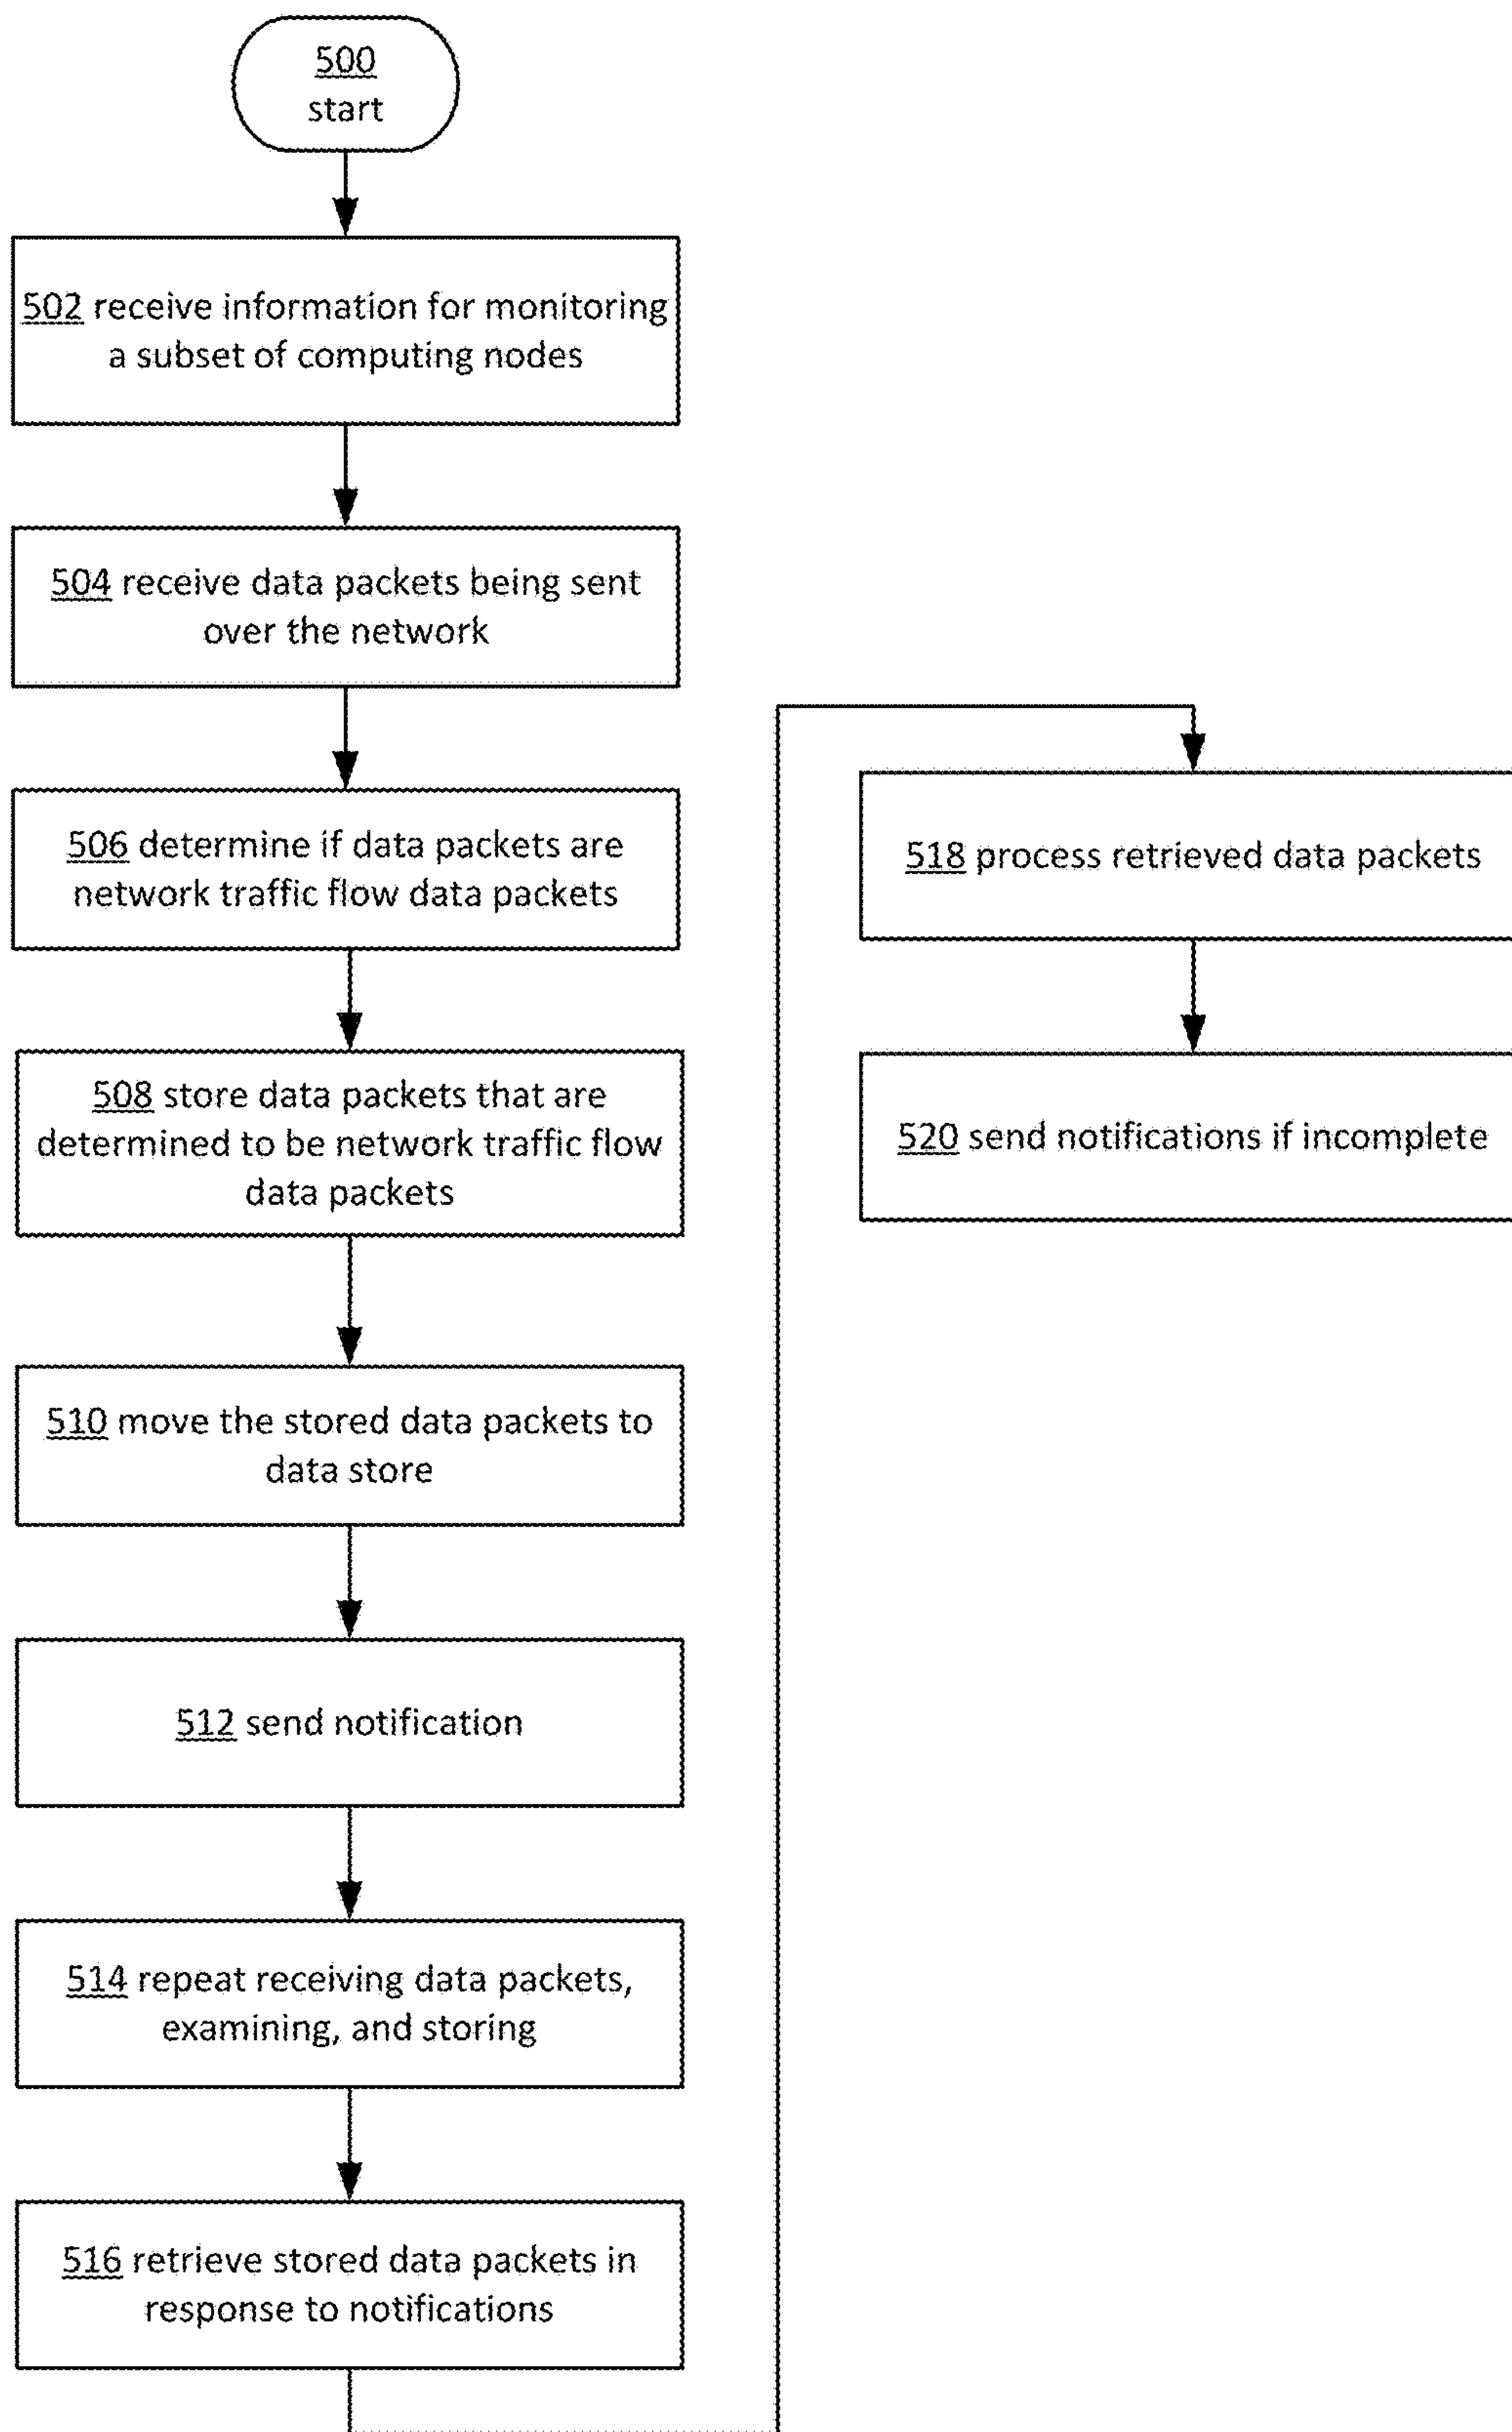 500
start
502 receive information for monitoring
a subset of computing nodes
504 receive data packets being sent
over the network
506 determine if data packets are
network traffic flow data packets
508 store data packets that are
determined to be network traffic flow
data packets
510 move the stored data packets to
data store
512 send notification
514 repeat receiving data packets,
examining, and storing
516 retrieve stored data packets in
response to notifications
518 process retrieved data packets
520 send notifications if incomplete